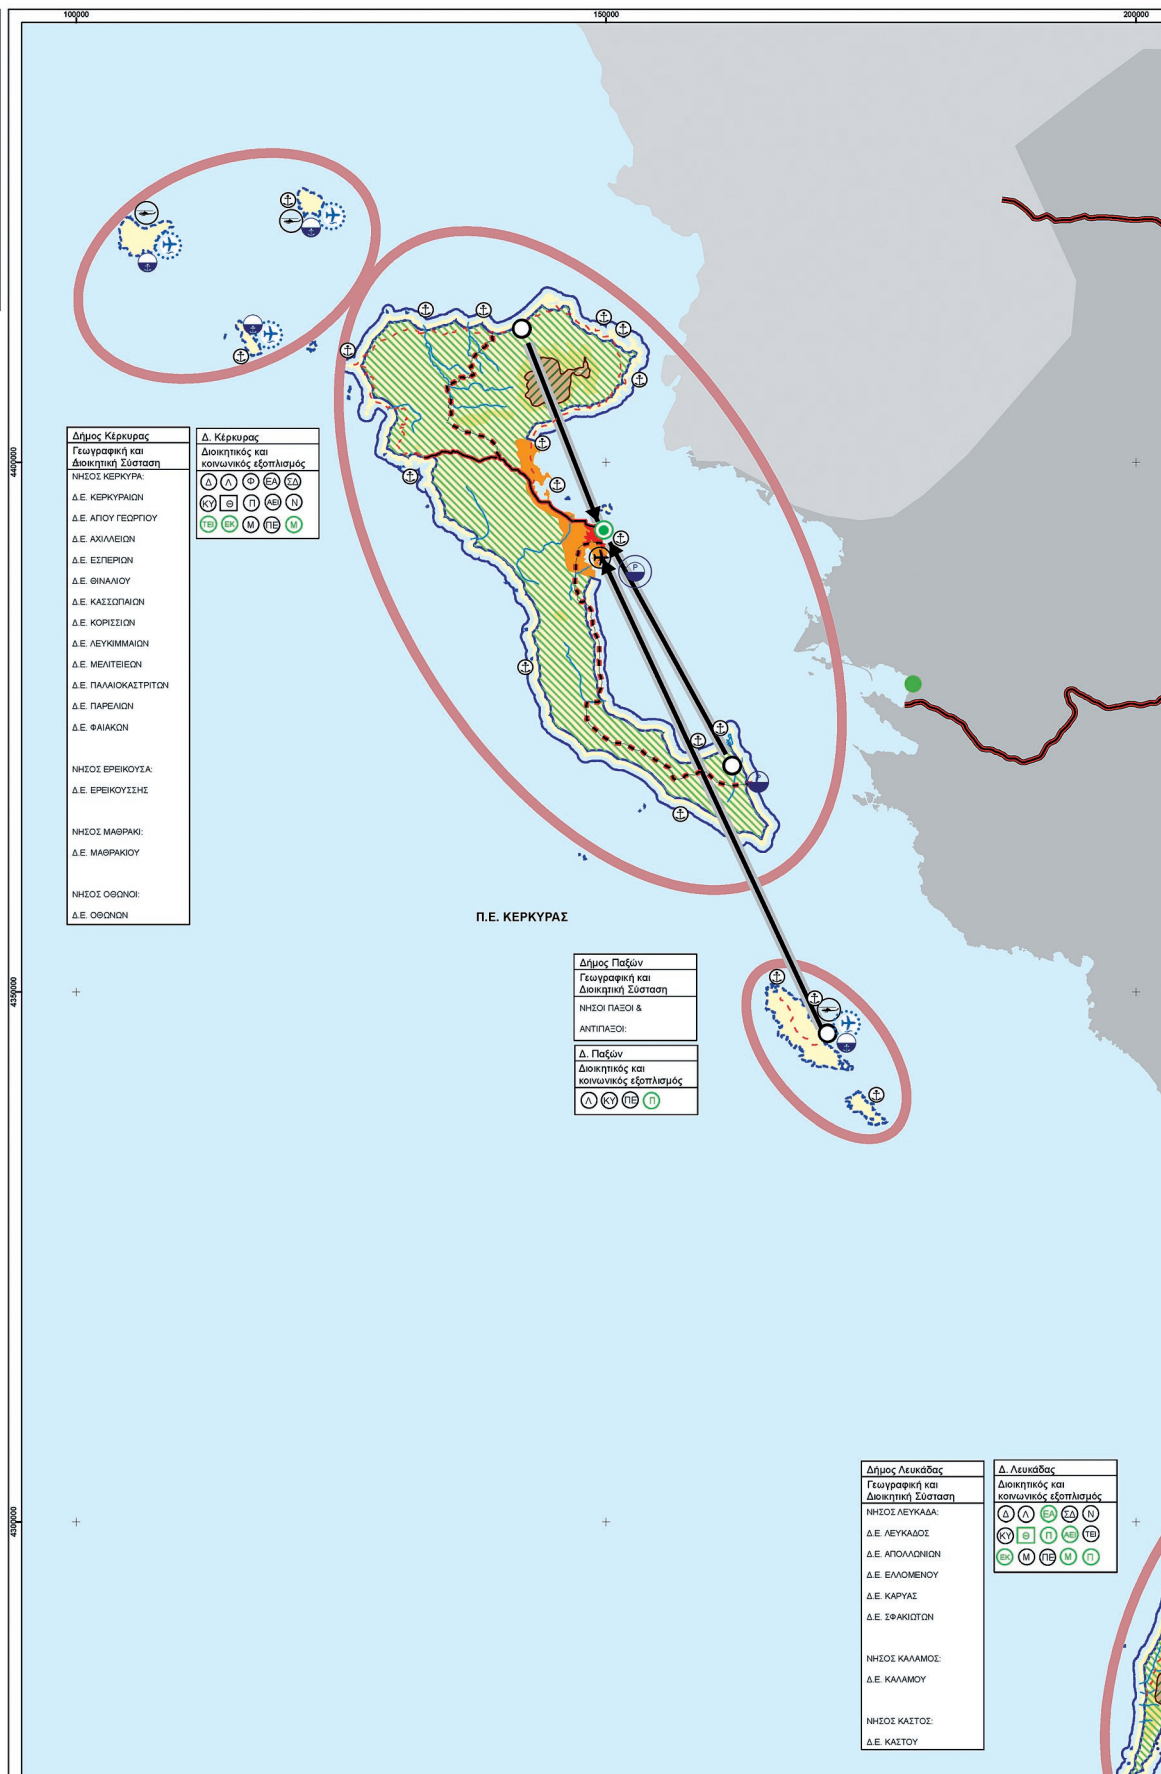 100000
150000
200000
4400000
4350000
4300000
Δήμος Κέρκυρας
Γεωγραφική και
Διοικητική Σύσταση
ΝΗΣΟΣ ΚΕΡΚΥΡΑ:
Δ.Ε. ΚΕΡΚΥΡΑΙΩΝ
Δ.Ε. ΑΓΙΟΥ ΓΕΩΡΓΙΟΥ
Δ.Ε. ΑΧΙΛΛΕΙΩΝ
Δ.Ε. ΕΣΠΕΡΙΩΝ
Δ.Ε. ΘΙΝΑΛΙΟΥ
Δ.Ε. ΚΑΣΣΩΠΑΙΩΝ
Δ.Ε. ΚΟΡΙΣΣΙΩΝ
Δ.Ε. ΛΕΥΚΙΜΜΑΙΩΝ
Δ.Ε. ΜΕΛΙΤΕΙΕΩΝ
Δ.Ε. ΠΑΛΑΙΟΚΑΣΤΡΙΤΩΝ
Δ.Ε. ΠΑΡΕΛΙΩΝ
Δ.Ε. ΦΑΙΑΚΩΝ
ΝΗΣΟΣ ΕΡΕΙΚΟΥΣΑ:
Δ.Ε. ΕΡΕΙΚΟΥΣΣΗΣ
ΝΗΣΟΣ ΜΑΘΡΑΚΙ:
Δ.Ε. ΜΑΘΡΑΚΙΟΥ
ΝΗΣΟΣ ΟΘΩΝΟΙ:
Δ.Ε. ΟΘΩΝΩΝ
Δ. Κέρκυρας
Διοικητικός και
κοινωνικός εξοπλισμός
Δ Λ Φ ΕΑ ΣΔ
ΚΥ Θ Π ΑΕΙ Ν
ΤΕΙ ΕΚ Μ ΠΕ Μ
P
Π.Ε. ΚΕΡΚΥΡΑΣ
Δήμος Παξών
Γεωγραφική και
Διοικητική Σύσταση
ΝΗΣΟΙ ΠΑΞΟΙ &
ΑΝΤΙΠΑΞΟΙ:
Δ. Παξών
Διοικητικός και
κοινωνικός εξοπλισμός
Λ ΚΥ ΠΕ Π
Δήμος Λευκάδας
Γεωγραφική και
Διοικητική Σύσταση
ΝΗΣΟΣ ΛΕΥΚΑΔΑ:
Δ.Ε. ΛΕΥΚΑΔΟΣ
Δ.Ε. ΑΠΟΛΛΩΝΙΩΝ
Δ.Ε. ΕΛΛΟΜΕΝΟΥ
Δ.Ε. ΚΑΡΥΑΣ
Δ.Ε. ΣΦΑΚΙΩΤΩΝ
ΝΗΣΟΣ ΚΑΛΑΜΟΣ:
Δ.Ε. ΚΑΛΑΜΟΥ
ΝΗΣΟΣ ΚΑΣΤΟΣ:
Δ.Ε. ΚΑΣΤΟΥ
Δ. Λευκάδας
Διοικητικός και
κοινωνικός εξοπλισμός
Δ Λ ΕΑ ΣΔ Ν
ΚΥ Θ Π ΑΕΙ ΤΕΙ
ΕΚ Μ ΠΕ Μ Π